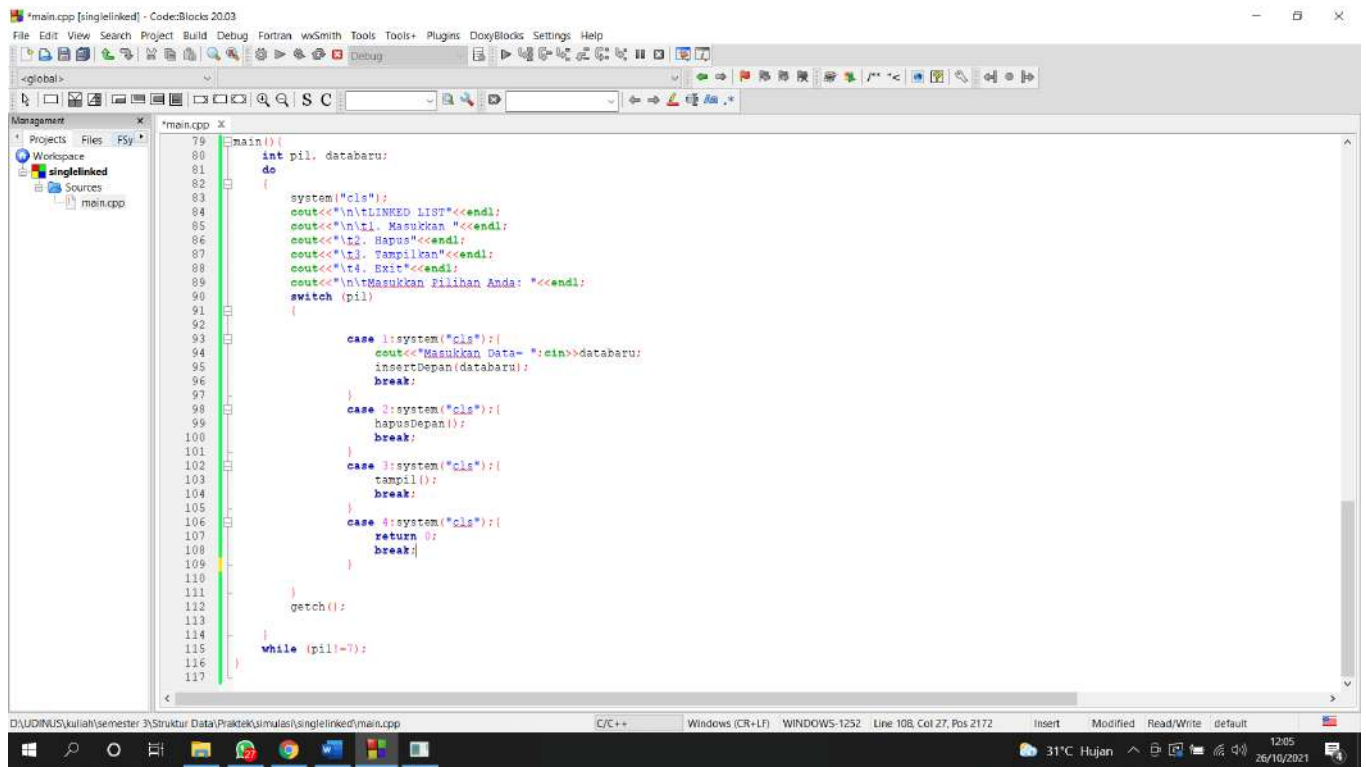 *main.cpp [singlelinked] - Code::Blocks 20.03
File Edit View Search Project Build Debug Fortran wxSmith Tools Tools+ Plugins DoxyBlocks Settings Help
Debug
<global>
S C
Management
*main.cpp X
Projects Files FSy
Workspace
singlelinked
Sources
main.cpp
79 main(){
80 int pil, databaru;
81 do
82 {
83 system("cls");
84 cout<<"\n\tLINKED LIST"<<endl;
85 cout<<"\n\t1. Masukkan "<<endl;
86 cout<<"\t2. Hapus"<<endl;
87 cout<<"\t3. Tampilkan"<<endl;
88 cout<<"\t4. Exit"<<endl;
89 cout<<"\n\tMasukkan Pilihan Anda: "<<endl;
90 switch (pil)
91 {
92
93 case 1:system("cls");{
94 cout<<"Masukkan Data= ";cin>>databaru;
95 insertDepan(databaru);
96 break;
97 }
98 case 2:system("cls");{
99 hapusDepan();
100 break;
101 }
102 case 3:system("cls");{
103 tampil();
104 break;
105 }
106 case 4:system("cls");{
107 return 0;
108 break;
109 }
110
111 }
112 getch();
113
114 }
115 while (pil!=7);
116 }
117
D:\UDINUS\kuliah\semester 3\Struktur Data\Praktek\simulasi\singlelinked\main.cpp C/C++ Windows (CR+LF) WINDOWS-1252 Line 108, Col 27, Pos 2172 Insert Modified Read/Write default
27
31°C Hujan
12:05
26/10/2021